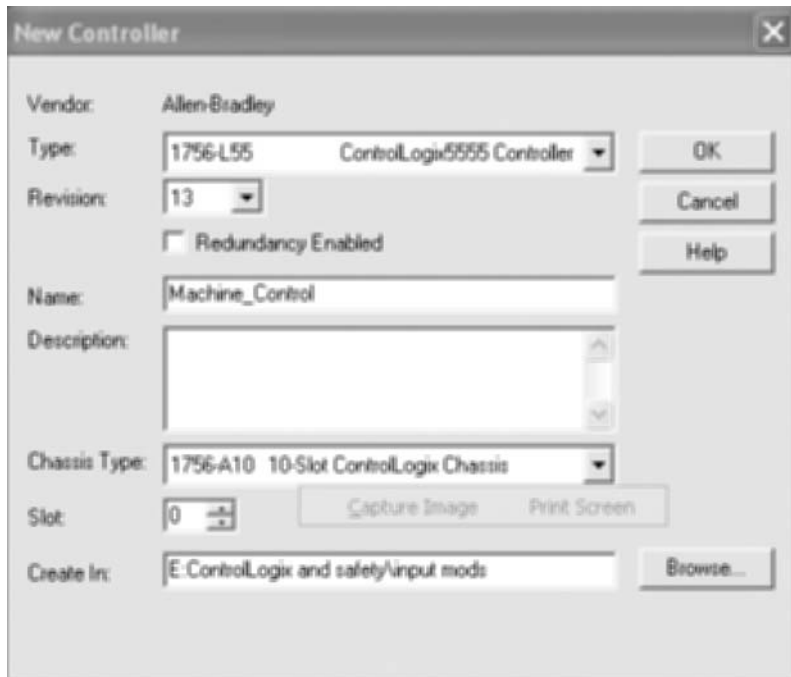 New Controller
Vendor: Allen-Bradley
Type: 1756-L55 ControlLogix5555 Controller OK
Revision: 13 Cancel
Redundancy Enabled Help
Name: Machine_Control
Description:
Chassis Type: 1756-A10 10-Slot ControlLogix Chassis
Slot: 0 Capture Image Print Screen
Create In: E:ControlLogix and safety\input mods Browse...